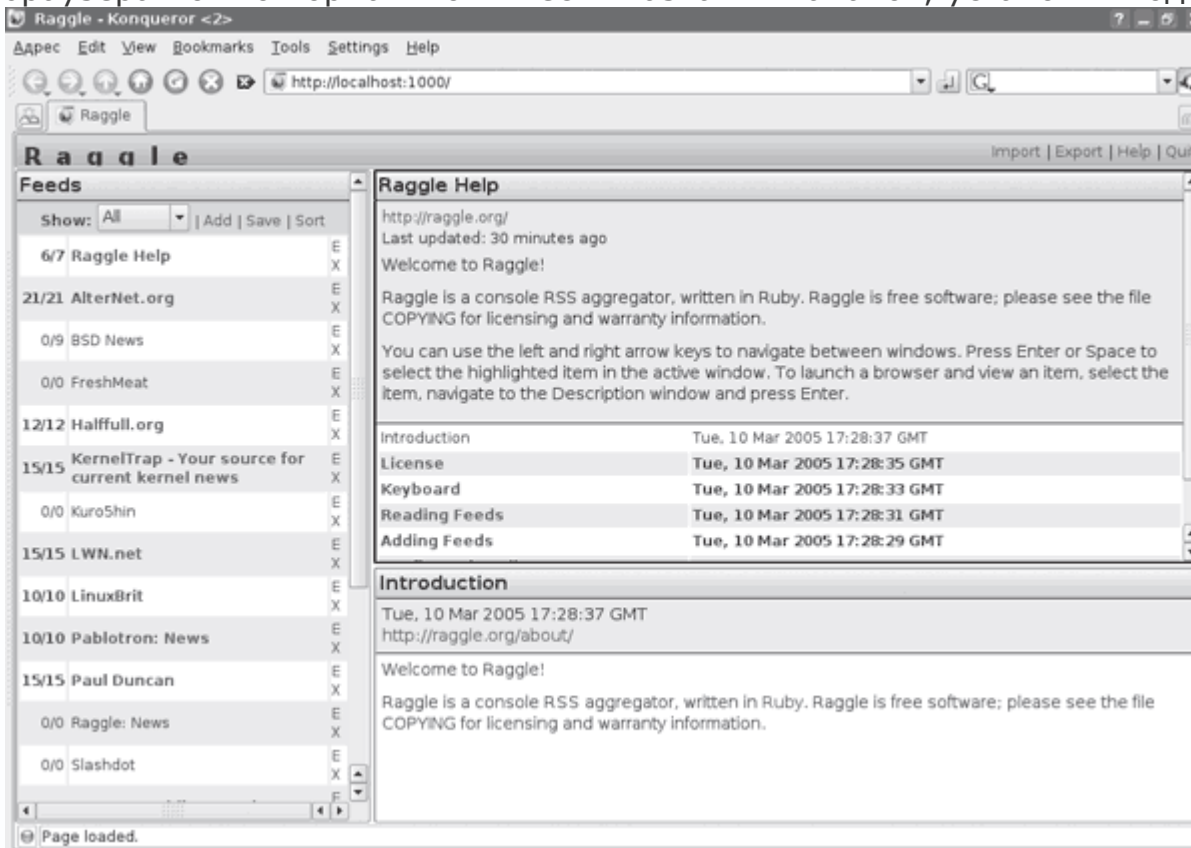 Raggle - Konqueror <2>
Адрес Edit View Bookmarks Tools Settings Help
http://localhost:1000/
Raggle
Raggle
Import | Export | Help | Quit
Feeds
Show: All | Add | Save | Sort
6/7 Raggle Help E X
21/21 AlterNet.org E X
0/9 BSD News E X
0/0 FreshMeat E X
12/12 Halffull.org E X
15/15 KernelTrap - Your source for current kernel news E X
0/0 Kuro5hin E X
15/15 LWN.net E X
10/10 LinuxBrit E X
10/10 Pablotron: News E X
15/15 Paul Duncan E X
0/0 Raggle: News E X
0/0 Slashdot E X
Raggle Help
http://raggle.org/
Last updated: 30 minutes ago
Welcome to Raggle!
Raggle is a console RSS aggregator, written in Ruby. Raggle is free software; please see the file
COPYING for licensing and warranty information.
You can use the left and right arrow keys to navigate between windows. Press Enter or Space to
select the highlighted item in the active window. To launch a browser and view an item, select the
item, navigate to the Description window and press Enter.
Introduction Tue, 10 Mar 2005 17:28:37 GMT
License Tue, 10 Mar 2005 17:28:35 GMT
Keyboard Tue, 10 Mar 2005 17:28:33 GMT
Reading Feeds Tue, 10 Mar 2005 17:28:31 GMT
Adding Feeds Tue, 10 Mar 2005 17:28:29 GMT
Introduction
Tue, 10 Mar 2005 17:28:37 GMT
http://raggle.org/about/
Welcome to Raggle!
Raggle is a console RSS aggregator, written in Ruby. Raggle is free software; please see the file
COPYING for licensing and warranty information.
Page loaded.